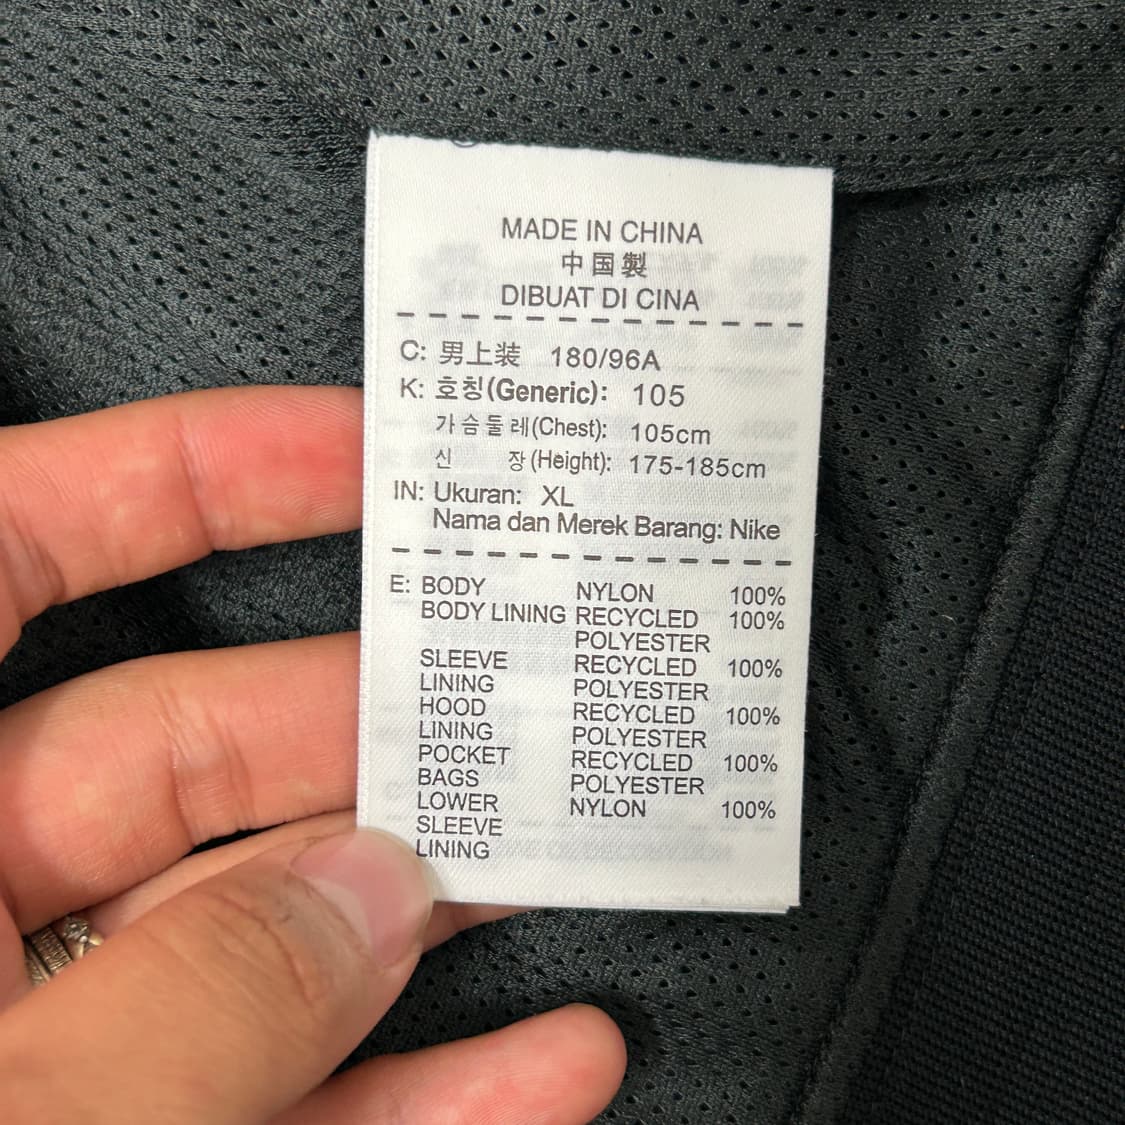 MADE IN CHINA
中国製
DIBUAT DI CINA
C: 男上装 180/96A
K: 호칭(Generic): 105
가슴둘레(Chest): 105cm
신 장(Height): 175-185cm
IN: Ukuran: XL
Nama dan Merek Barang: Nike
E: BODY NYLON 100%
BODY LINING RECYCLED 100%
POLYESTER
SLEEVE RECYCLED 100%
LINING POLYESTER
HOOD RECYCLED 100%
LINING POLYESTER
POCKET RECYCLED 100%
BAGS POLYESTER
LOWER NYLON 100%
SLEEVE
LINING